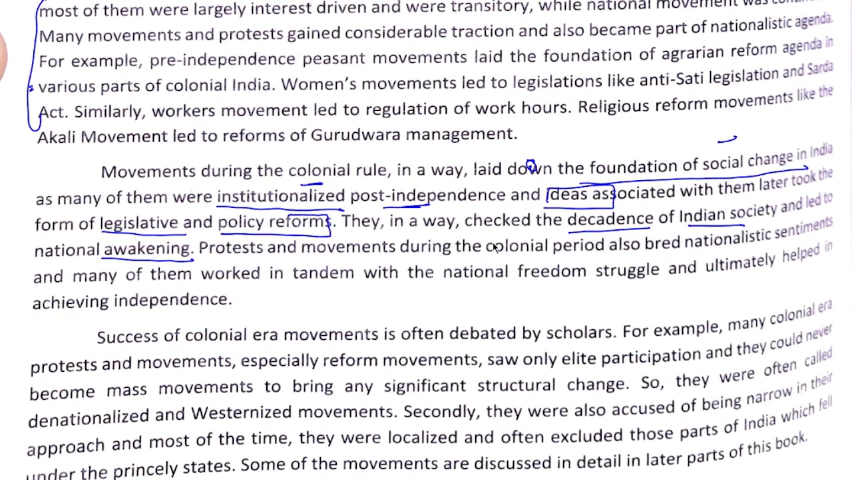 most of them were largely interest driven and were transitory, while national movement was
Many movements and protests gained considerable traction and also became part of nationalistic agenda.
For example, pre-independence peasant movements laid the foundation of agrarian reform agenda in
various parts of colonial India. Women's movements led to legislations like anti-Sati legislation and Sarda
Act. Similarly, workers movement led to regulation of work hours. Religious reform movements like the
Akali Movement led to reforms of Gurudwara management.
Movements during the colonial rule, in a way, laid down the foundation of social change in India
as many of them were institutionalized post-independence and ideas associated with them later took the
form of legislative and policy reforms. They, in a way, checked the decadence of Indian society and led to
national awakening. Protests and movements during the colonial period also bred nationalistic sentiments
and many of them worked in tandem with the national freedom struggle and ultimately helped in
achieving independence.
Success of colonial era movements is often debated by scholars. For example, many colonial era
protests and movements, especially reform movements, saw only elite participation and they could never
become mass movements to bring any significant structural change. So, they were often called
denationalized and Westernized movements. Secondly, they were also accused of being narrow in their
approach and most of the time, they were localized and often excluded those parts of India which fell
under the princely states. Some of the movements are discussed in detail in later parts of this book.